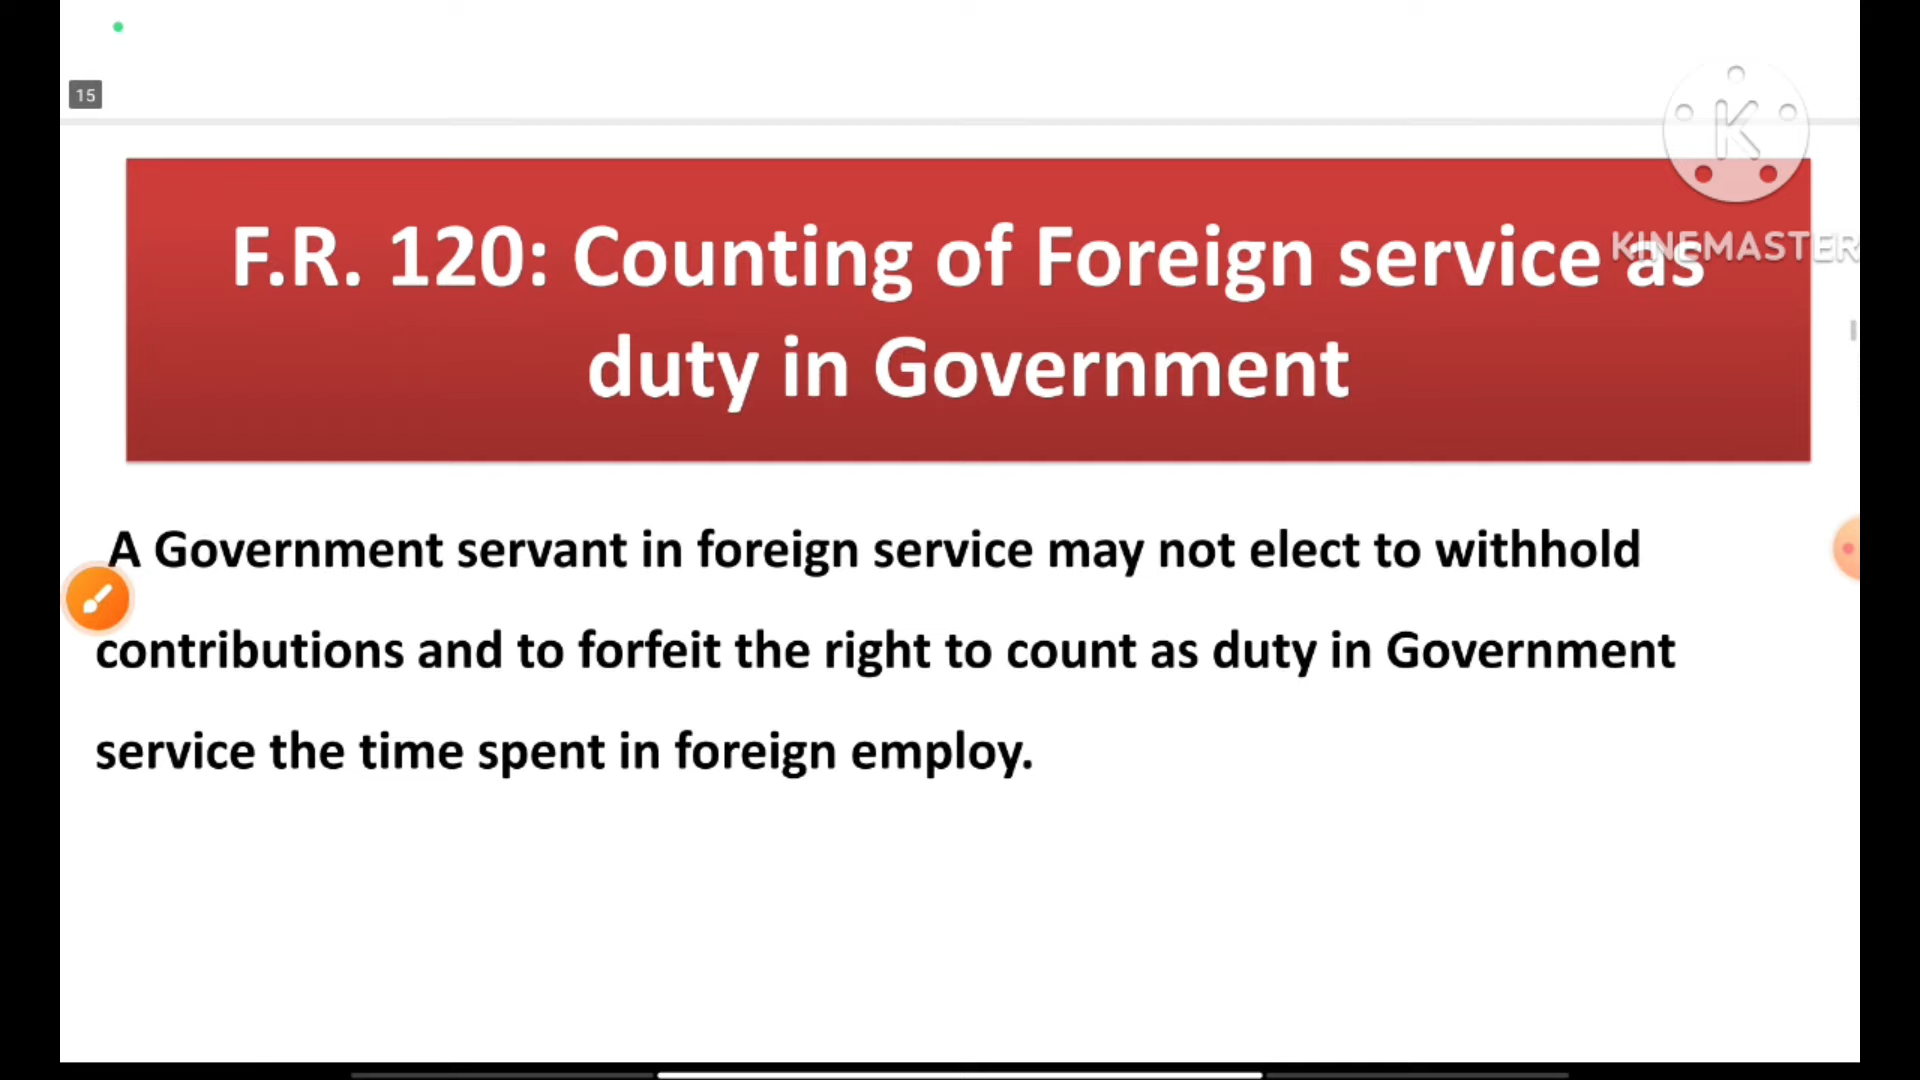 15
K
F.R. 120: Counting of Foreign service as
KINEMASTER
duty in Government
A Government servant in foreign service may not elect to withhold
contributions and to forfeit the right to count as duty in Government
service the time spent in foreign employ.